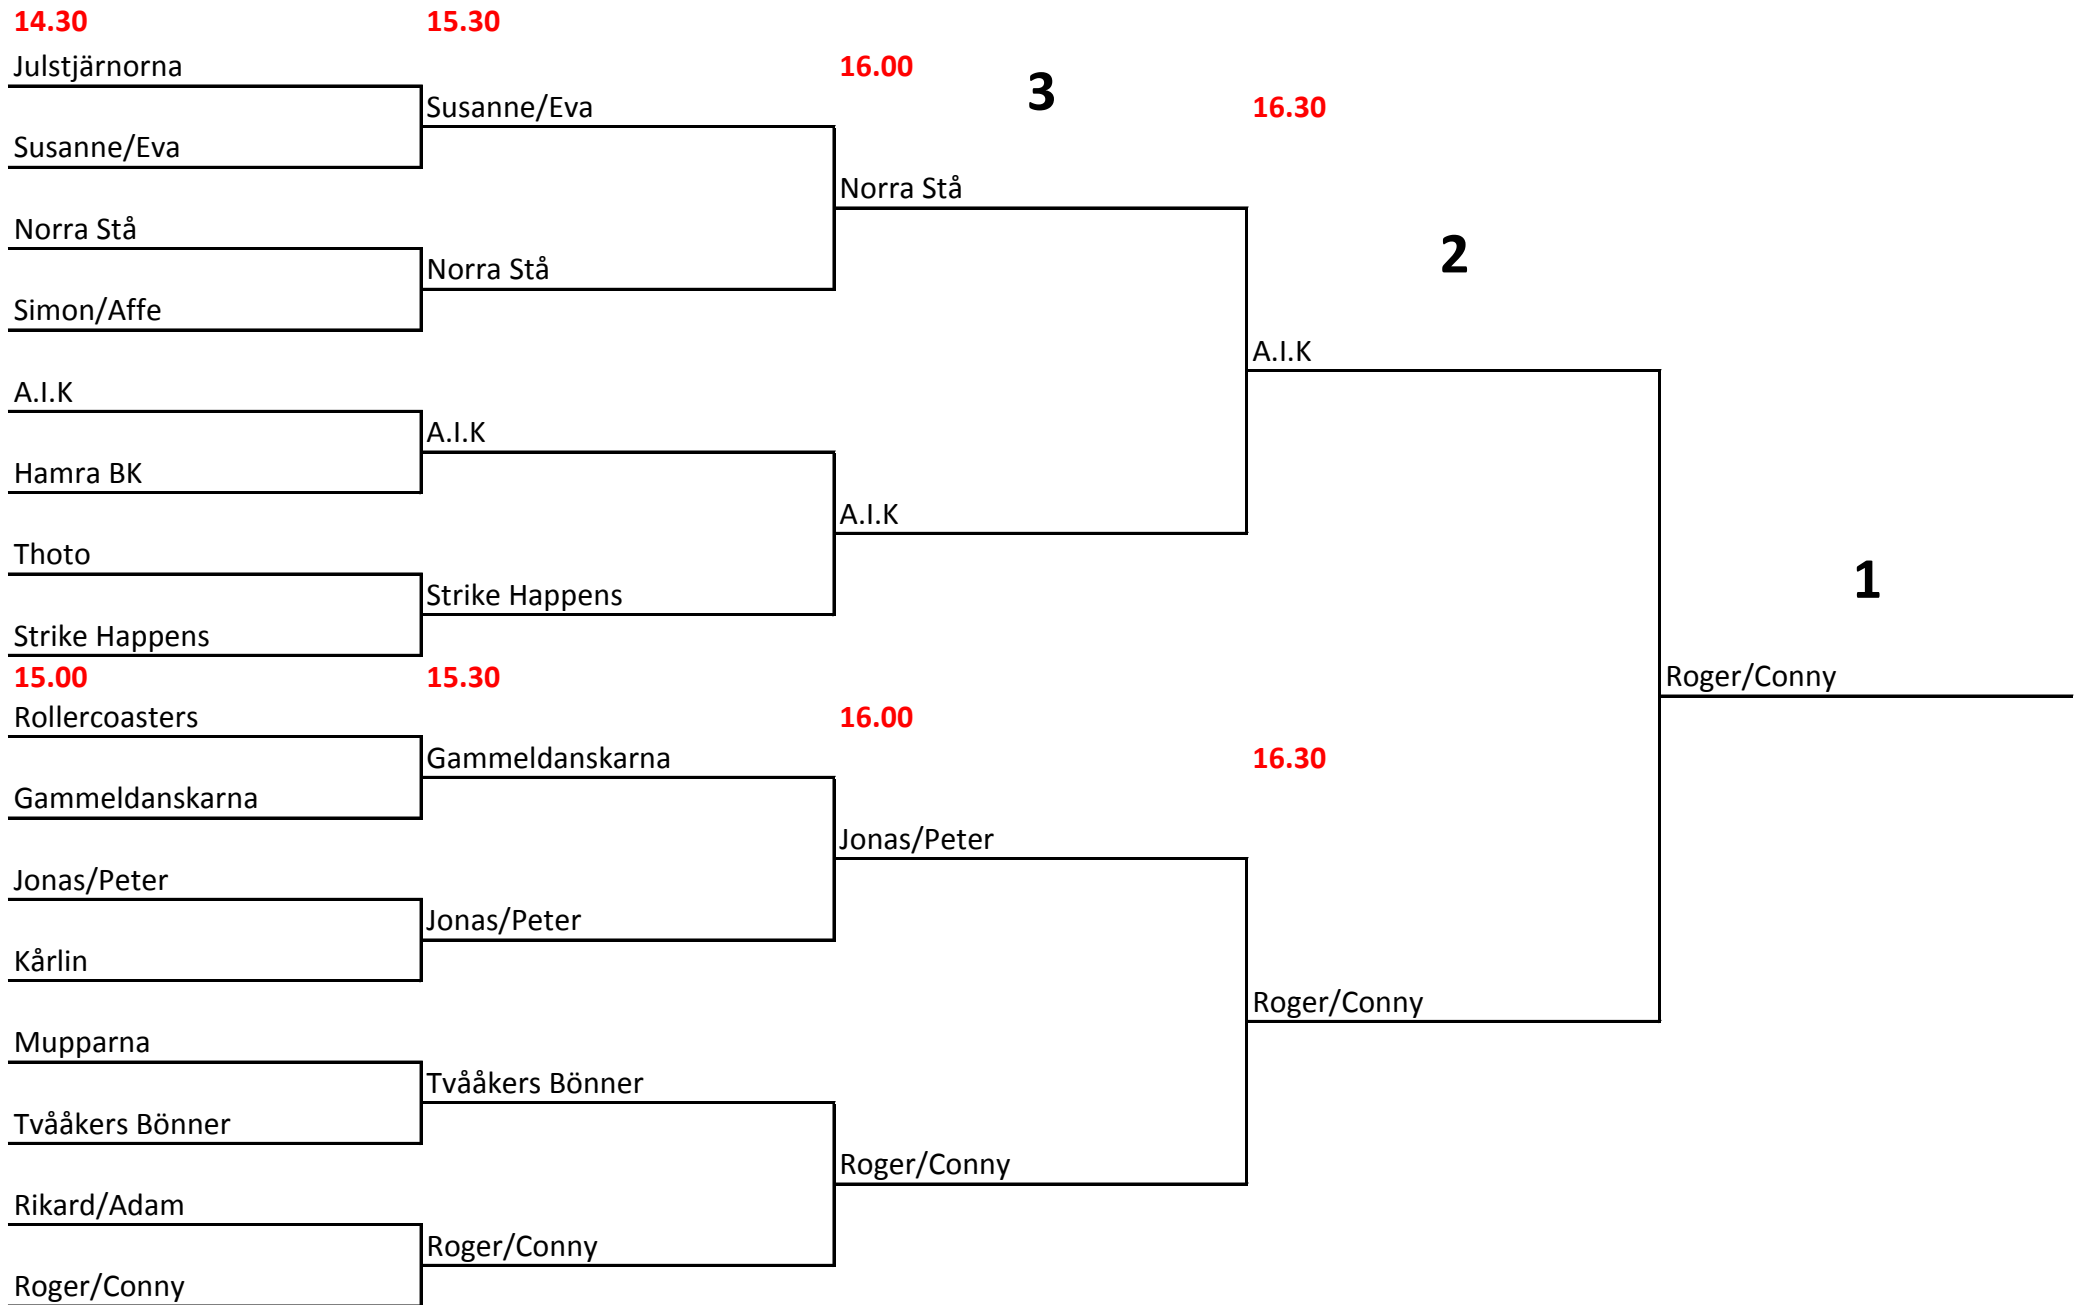 14.30
15.30
Julstjärnorna
16.00
3
Susanne/Eva
16.30
Susanne/Eva
Norra Stå
Norra Stå
2
Norra Stå
Simon/Affe
A.I.K
A.I.K
A.I.K
Hamra BK
A.I.K
Thoto
1
Strike Happens
Strike Happens
15.00
15.30
Roger/Conny
Rollercoasters
16.00
Gammeldanskarna
16.30
Gammeldanskarna
Jonas/Peter
Jonas/Peter
Jonas/Peter
Kårlin
Roger/Conny
Mupparna
Tvååkers Bönner
Tvååkers Bönner
Roger/Conny
Rikard/Adam
Roger/Conny
Roger/Conny